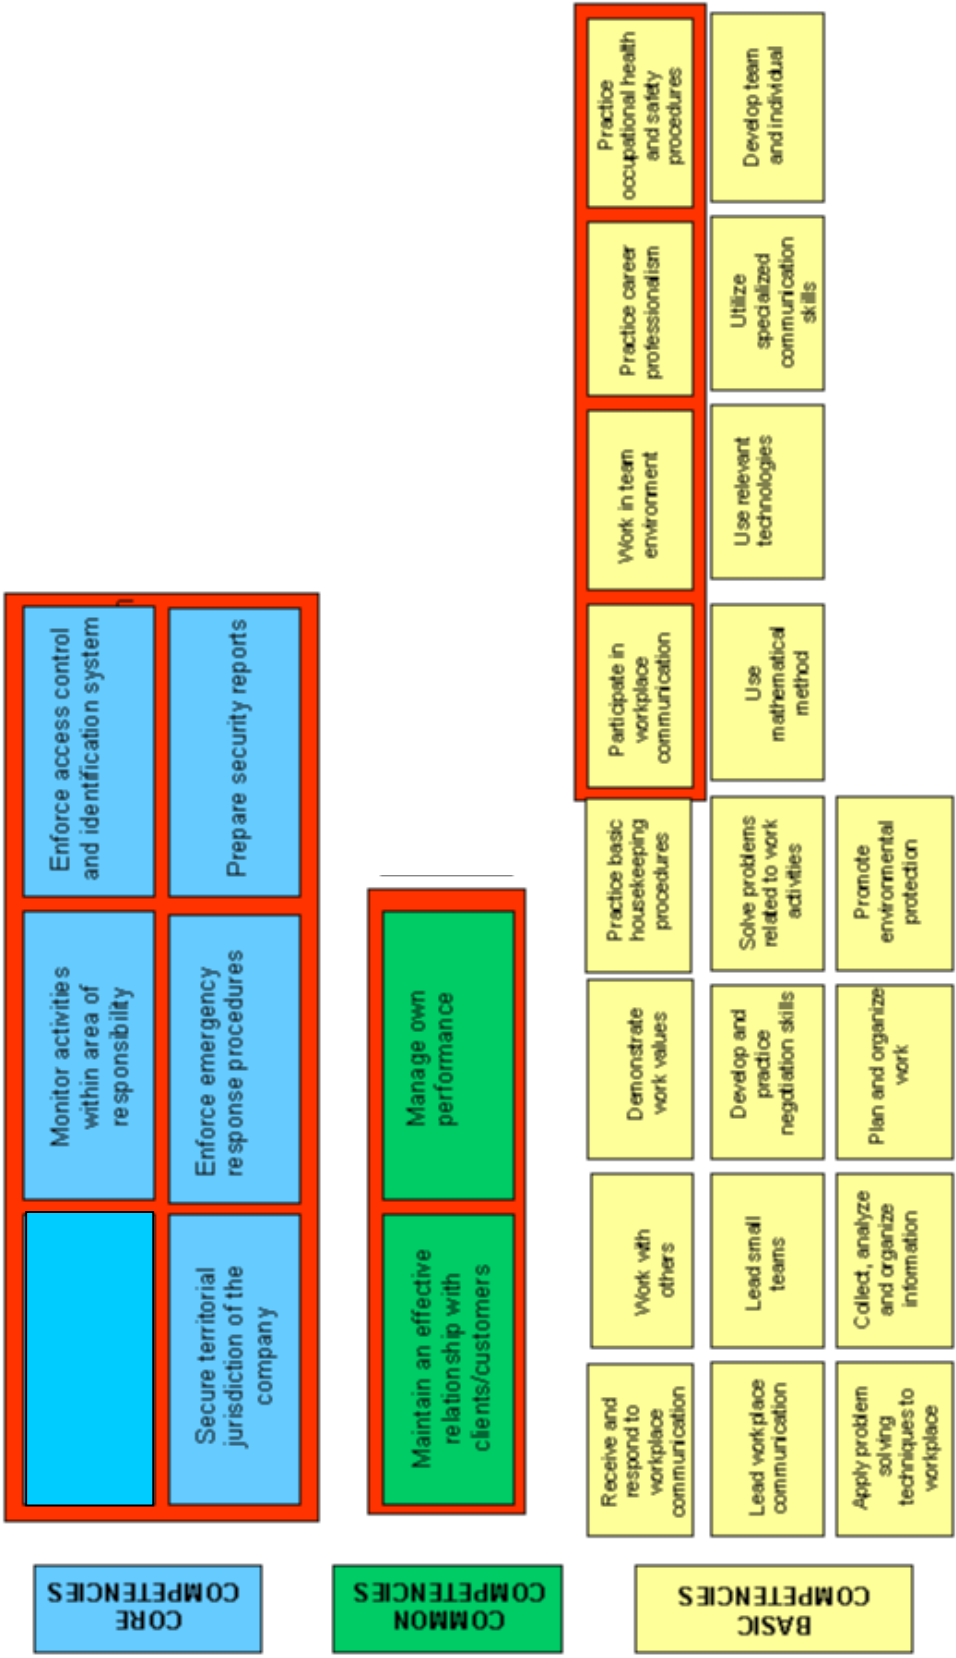 CORE
COMPETENCIES
Monitor activities
within area of
responsibility
Enforce access control
and identification system
Secure territorial
jurisdiction of the
company
Enforce emergency
response procedures
Prepare security reports
COMMON
COMPETENCIES
Maintain an effective
relationship with
clients/customers
Manage own
performance
BASIC
COMPETENCIES
Receive and
respond to
workplace
communication
Work with
others
Demonstrate
work values
Practice basic
housekeeping
procedures
Participate in
workplace
communication
Work in team
environment
Practice career
professionalism
Practice
occupational health
and safety
procedures
Lead workplace
communication
Lead small
teams
Develop and
practice
negotiation skills
Solve problems
related to work
activities
Use
mathematical
method
Use relevant
technologies
Utilize
specialized
communication
skills
Develop team
and individual
Apply problem
solving
techniques to
workplace
Collect, analyze
and organize
information
Plan and organize
work
Promote
environmental
protection